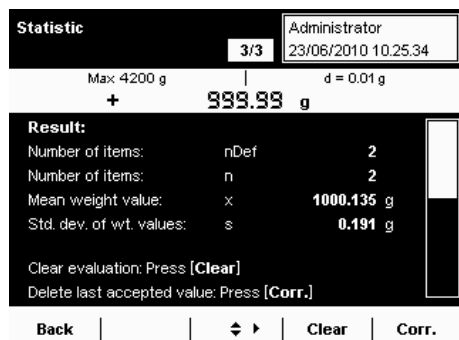 Statistic
Administrator
3/3
23/06/2010 10.25.34
Max 4200 g
d = 0.01 g
+ 999.99 g
Result:
Number of items: nDef 2
Number of items: n 2
Mean weight value: x 1000.135 g
Std. dev. of wt. values: s 0.191 g
Clear evaluation: Press [Clear]
Delete last accepted value: Press [Corr.]
Back Clear Corr.